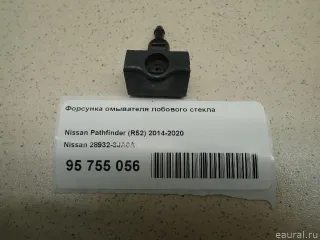 Форсунка омывателя лобового стекла
Nissan Pathfinder (R52) 2014-2020
Nissan 28932-3JA0A
95 755 056
© eaural.ru